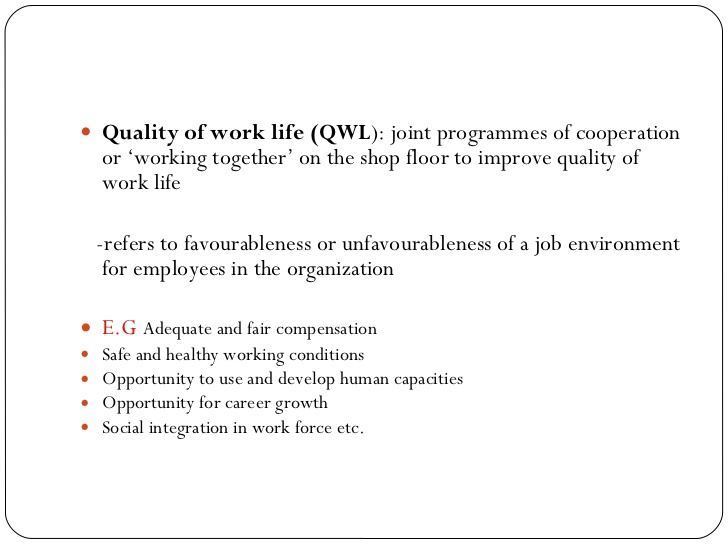 Quality of work life (QWL): joint programmes of cooperation
or ‘working together’ on the shop floor to improve quality of
work life
-refers to favourableness or unfavourableness of a job environment
for employees in the organization
E.G Adequate and fair compensation
Safe and healthy working conditions
Opportunity to use and develop human capacities
Opportunity for career growth
Social integration in work force etc.